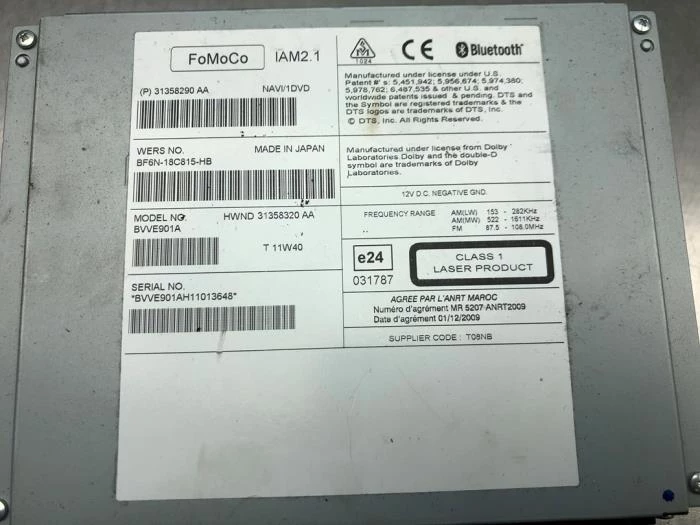 FoMoCo IAM2.1
(P) 31358290 AA NAVI/1DVD
WERS NO. MADE IN JAPAN
BF6N-18C815-HB
MODEL NO. HWND 31358320 AA
BVVE901A
T 11W40
SERIAL NO.
*BVVE901AH11013648*
1024
CE
Bluetooth
Manufactured under license under U.S.
Patent #' s: 5,451,942; 5,956,674; 5,974,380;
5,978,762; 6,487,535 & other U.S. and
worldwide patents issued & pending. DTS and
the Symbol are registered trademarks & the
DTS logos are trademarks of DTS, Inc.
© DTS, Inc. All Rights Reserved.
Manufactured under license from Dolby
Laboratories.Dolby and the double-D
symbol are trademarks of Dolby
Laboratories.
12V D.C. NEGATIVE GND.
FREQUENCY RANGE AM(LW) 153 - 282KHz
AM(MW) 522 - 1611KHz
FM 87.5 - 108.0MHz
e24
031787
CLASS 1
LASER PRODUCT
AGREE PAR L'ANRT MAROC
Numéro d'agrément MR 5207 ANRT2009
Date d'agrément 01/12/2009
SUPPLIER CODE : T08NB